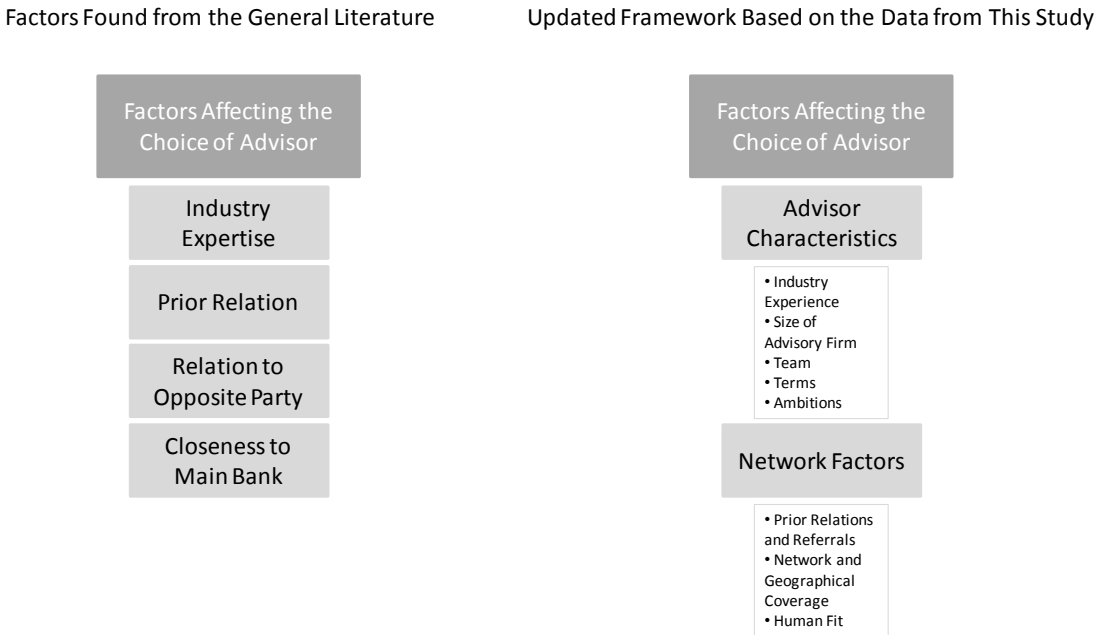 Factors Found from the General Literature
Updated Framework Based on the Data from This Study
Factors Affecting the
Choice of Advisor
Industry
Expertise
Prior Relation
Relation to
Opposite Party
Closeness to
Main Bank
Factors Affecting the
Choice of Advisor
Advisor
Characteristics
• Industry
Experience
• Size of
Advisory Firm
• Team
• Terms
• Ambitions
Network Factors
• Prior Relations
and Referrals
• Network and
Geographical
Coverage
• Human Fit